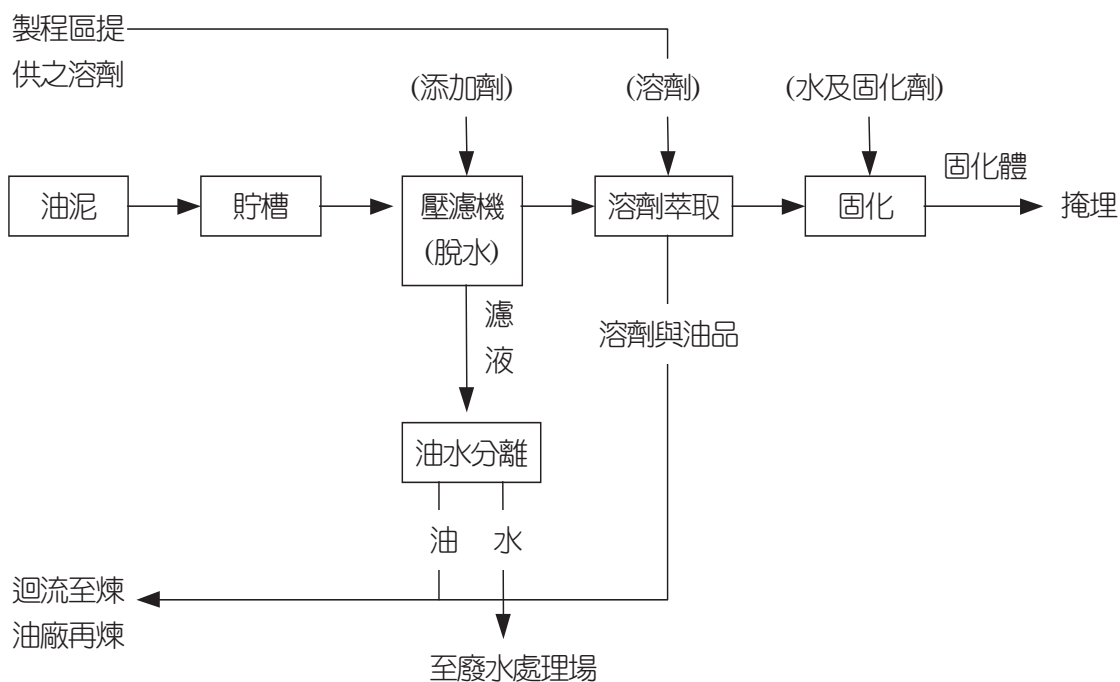 製程區提
供之溶劑
(添加劑)
(溶劑)
(水及固化劑)
油泥
貯槽
壓濾機
(脫水)
溶劑萃取
固化
固化體
掩埋
濾
液
溶劑與油品
油水分離
油
水
迴流至煉
油廠再煉
至廢水處理場